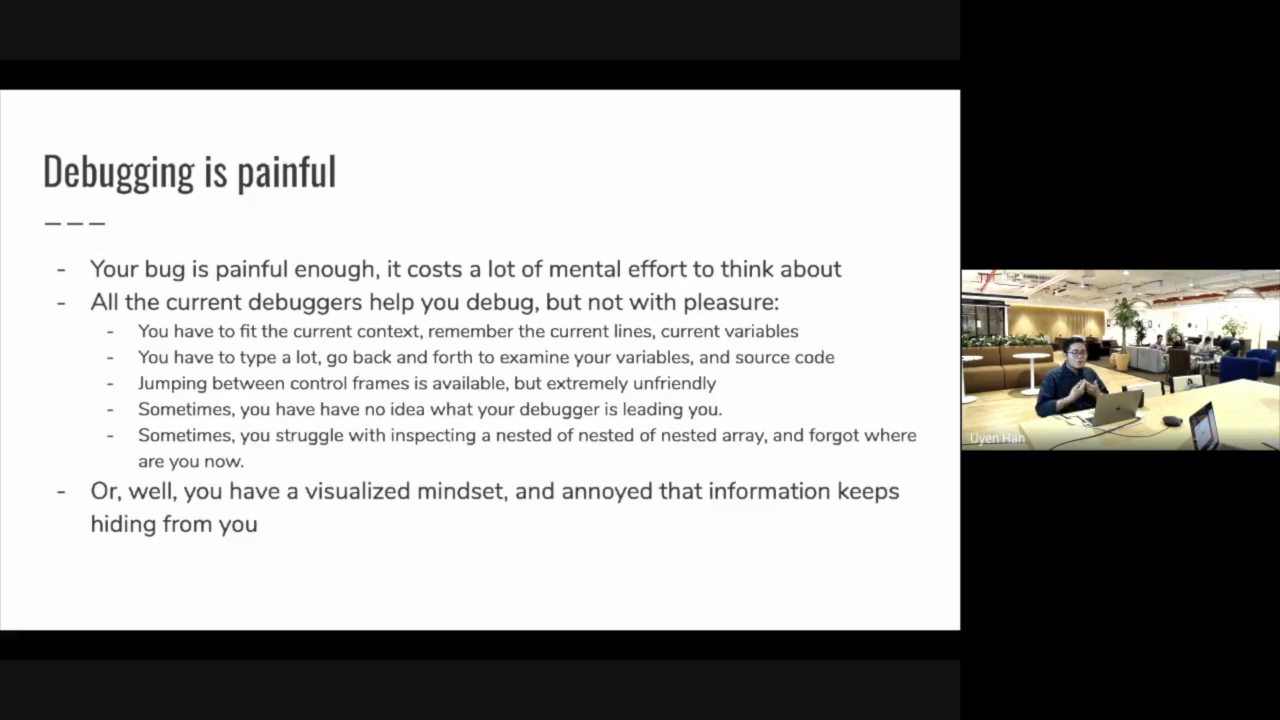 Debugging is painful
- Your bug is painful enough, it costs a lot of mental effort to think about
- All the current debuggers help you debug, but not with pleasure:
- You have to fit the current context, remember the current lines, current variables
- You have to type a lot, go back and forth to examine your variables, and source code
- Jumping between control frames is available, but extremely unfriendly
- Sometimes, you have have no idea what your debugger is leading you.
- Sometimes, you struggle with inspecting a nested of nested of nested array, and forgot where
are you now.
- Or, well, you have a visualized mindset, and annoyed that information keeps
hiding from you
Uyen Han